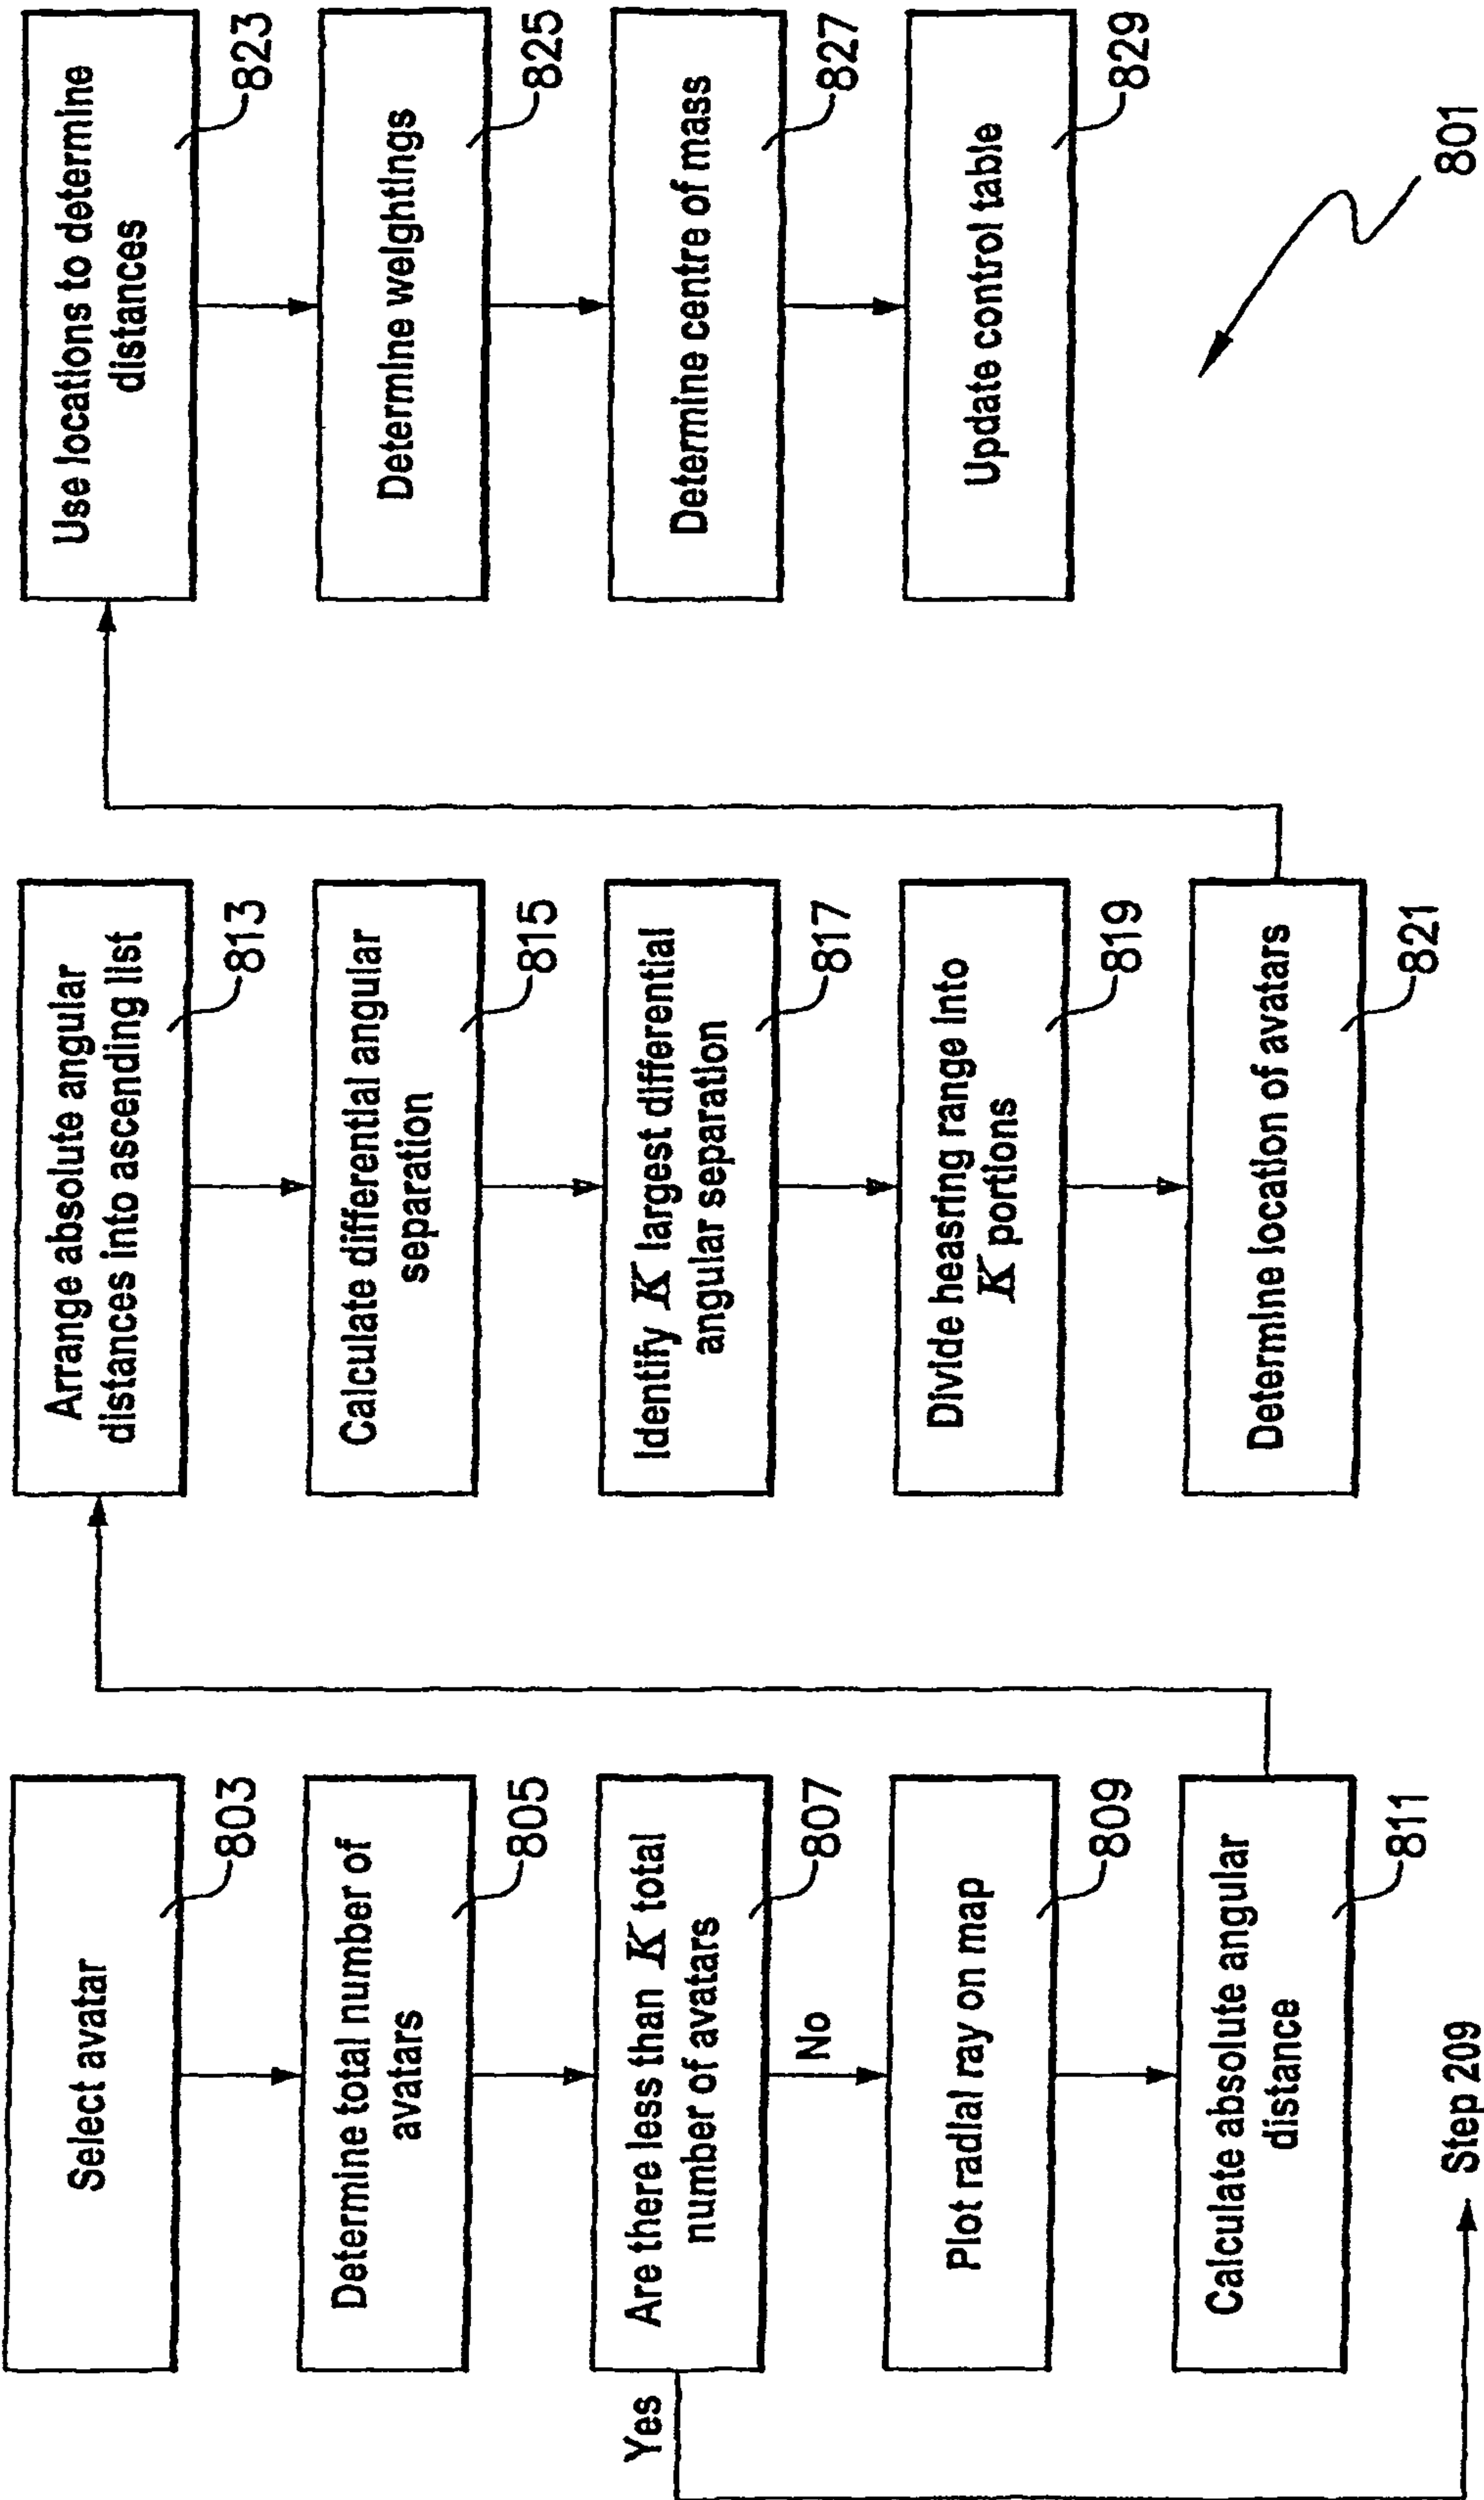 Select avatar
803
Determine total number of
avatars
805
Are there less than K total
number of avatars
807
Yes
No
Plot radial ray on map
809
Calculate absolute angular
distance
811
Step 209
Arrange absolute angular
distances into ascending list
813
Calculate differential angular
separation
815
Identify K largest differential
angular separation
817
Divide heasring range into
K portions
819
Determine location of avatars
821
Use locations to determine
distances
823
Determine weightings
825
Determine centre of mass
827
Update control table
829
801